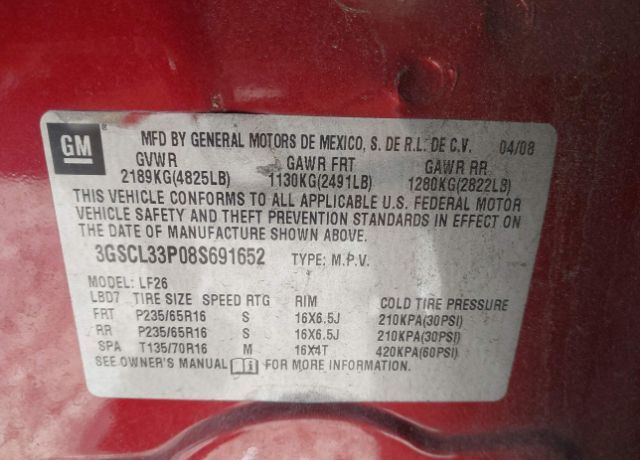 GM
MFD BY GENERAL MOTORS DE MEXICO, S. DE R.L. DE C.V. 04/08
GVWR GAWR FRT GAWR RR
2189KG(4825LB) 1130KG(2491LB) 1280KG(2822LB)
THIS VEHICLE CONFORMS TO ALL APPLICABLE U.S. FEDERAL MOTOR
VEHICLE SAFETY AND THEFT PREVENTION STANDARDS IN EFFECT ON
THE DATE OF MANUFACTURE SHOWN ABOVE.
3GSCL33P08S691652 TYPE: M.P.V.
MODEL: LF26
LBD7 TIRE SIZE SPEED RTG RIM COLD TIRE PRESSURE
FRT P235/65R16 S 16X6.5J 210KPA(30PSI)
RR P235/65R16 S 16X6.5J 210KPA(30PSI)
SPA T135/70R16 M 16X4T 420KPA(60PSI)
SEE OWNER'S MANUAL FOR MORE INFORMATION.